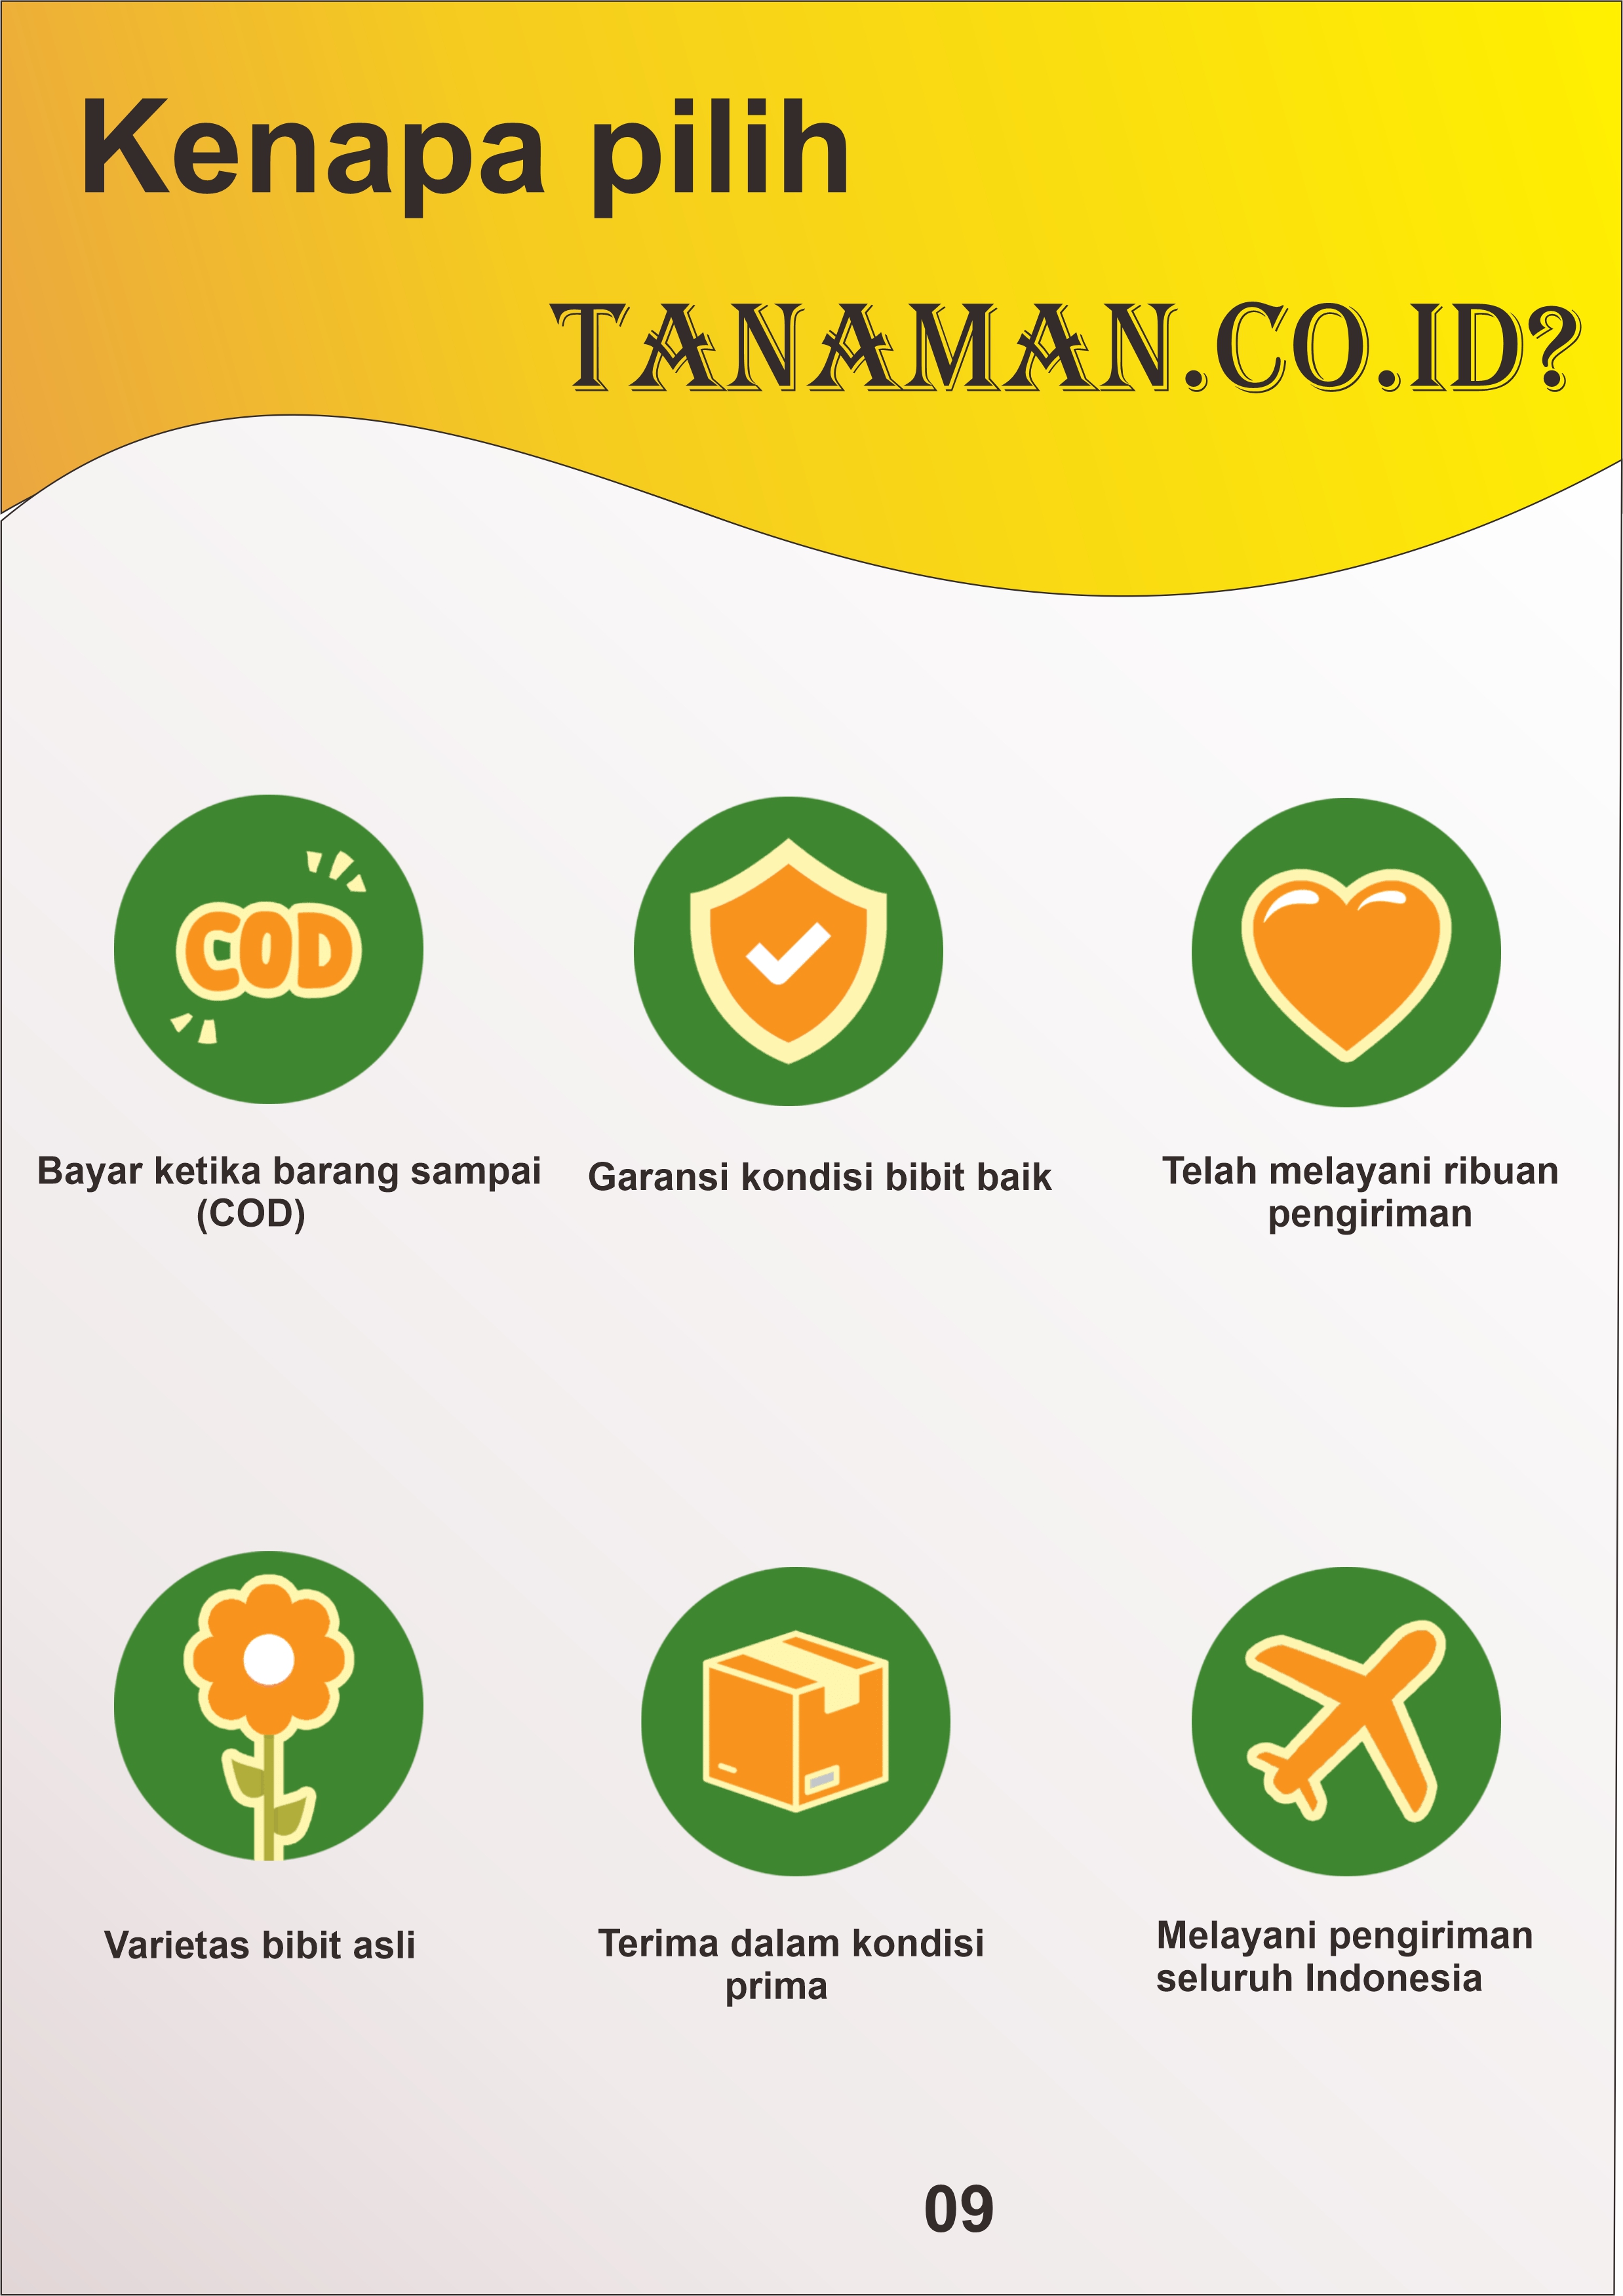 Kenapa pilih
TANAMAN.CO.ID?
COD
Bayar ketika barang sampai
(COD)
Garansi kondisi bibit baik
Telah melayani ribuan
pengiriman
Varietas bibit asli
Terima dalam kondisi
prima
Melayani pengiriman
seluruh Indonesia
09